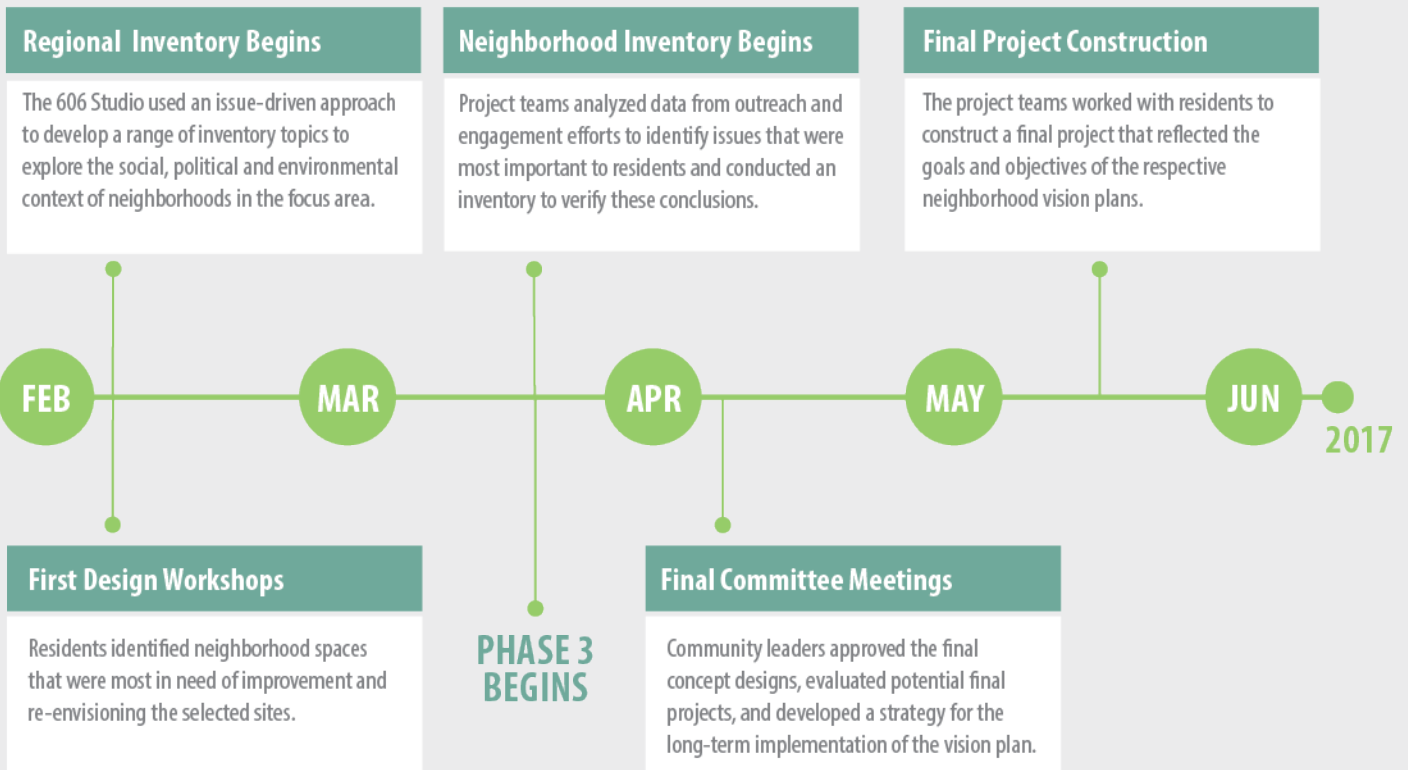 Regional Inventory Begins
The 606 Studio used an issue-driven approach
to develop a range of inventory topics to
explore the social, political and environmental
context of neighborhoods in the focus area.
Neighborhood Inventory Begins
Project teams analyzed data from outreach and
engagement efforts to identify issues that were
most important to residents and conducted an
inventory to verify these conclusions.
Final Project Construction
The project teams worked with residents to
construct a final project that reflected the
goals and objectives of the respective
neighborhood vision plans.
FEB
MAR
APR
MAY
JUN
2017
First Design Workshops
Residents identified neighborhood spaces
that were most in need of improvement and
re-envisioning the selected sites.
PHASE 3
BEGINS
Final Committee Meetings
Community leaders approved the final
concept designs, evaluated potential final
projects, and developed a strategy for the
long-term implementation of the vision plan.